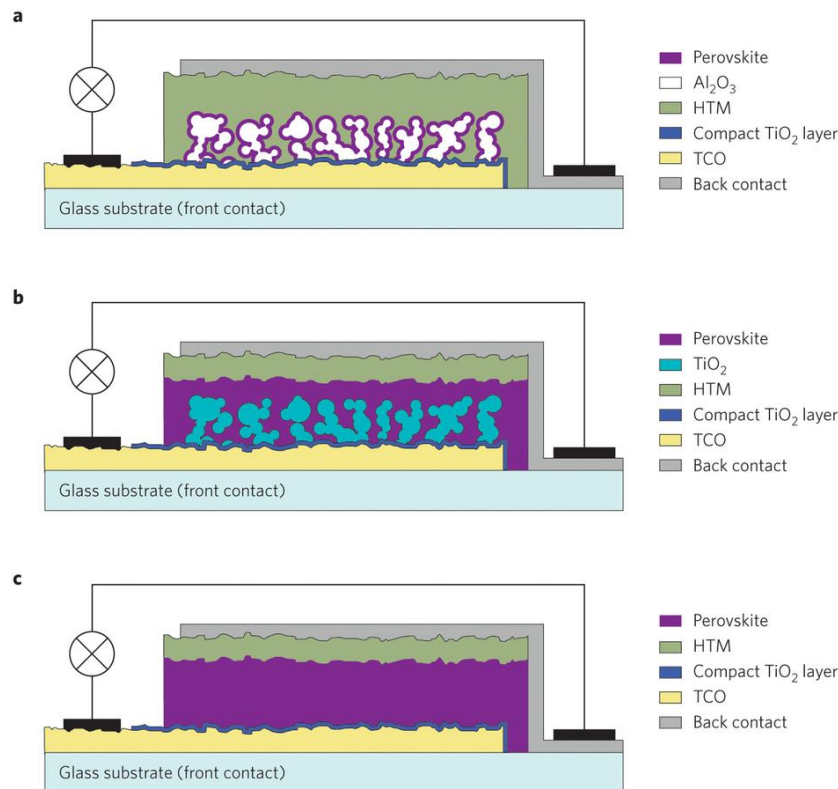 a
Perovskite
Al₂O₃
HTM
Compact TiO₂ layer
TCO
Back contact
Glass substrate (front contact)
b
Perovskite
TiO₂
HTM
Compact TiO₂ layer
TCO
Back contact
Glass substrate (front contact)
c
Perovskite
HTM
Compact TiO₂ layer
TCO
Back contact
Glass substrate (front contact)